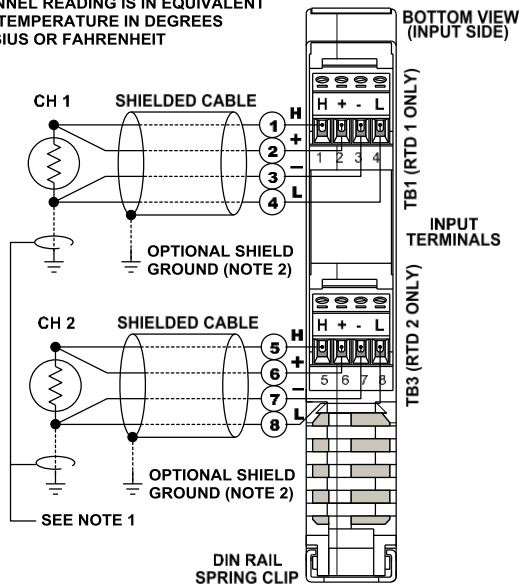 NNEL READING IS IN EQUIVALENT
TEMPERATURE IN DEGREES
SIUS OR FAHRENHEIT
BOTTOM VIEW
(INPUT SIDE)
CH 1
SHIELDED CABLE
1 H
2 +
3 –
4 L
H + - L
1 2 3 4
TB1 (RTD 1 ONLY)
OPTIONAL SHIELD
GROUND (NOTE 2)
INPUT
TERMINALS
CH 2
SHIELDED CABLE
5 H
6 +
7 –
8 L
H + - L
5 6 7 8
TB3 (RTD 2 ONLY)
OPTIONAL SHIELD
GROUND (NOTE 2)
SEE NOTE 1
DIN RAIL
SPRING CLIP